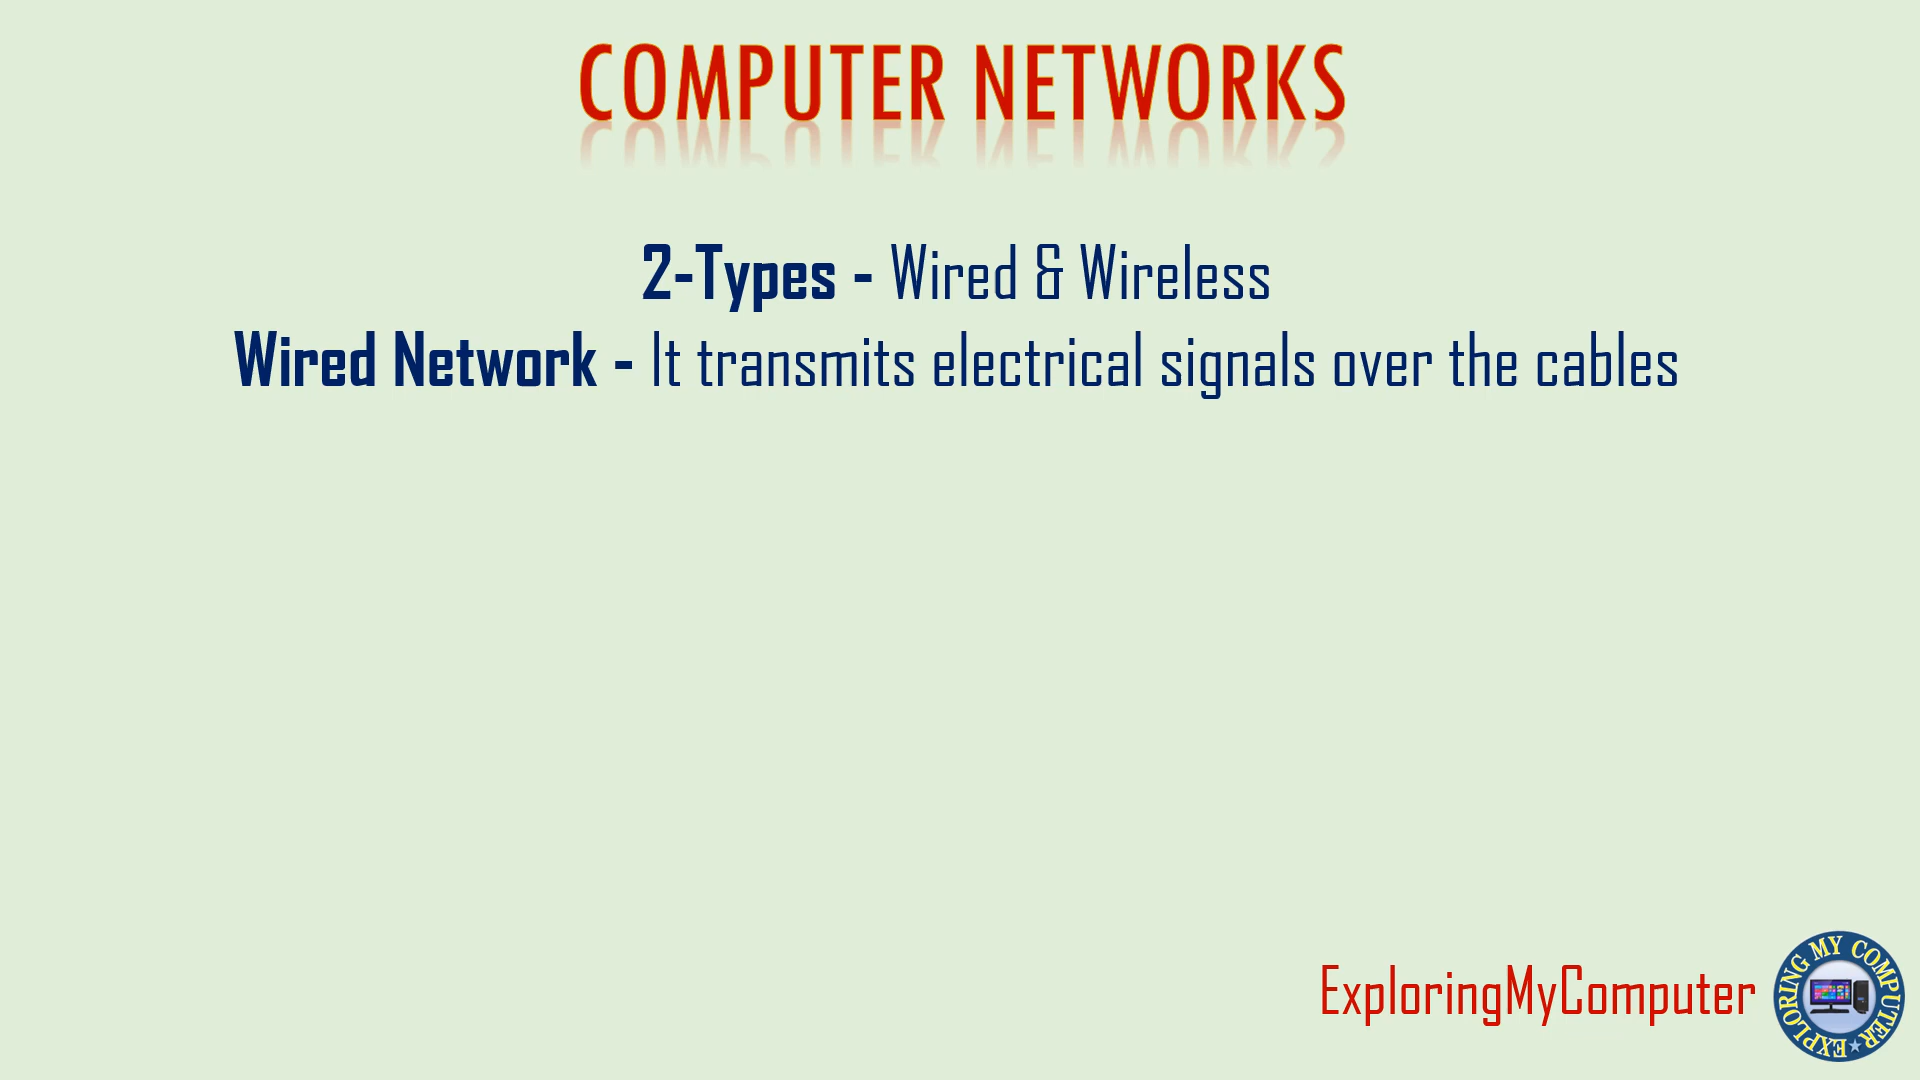 COMPUTER NETWORKS
2-Types - Wired & Wireless
Wired Network - It transmits electrical signals over the cables
ExploringMyComputer
EXPLORING MY COMPUTER